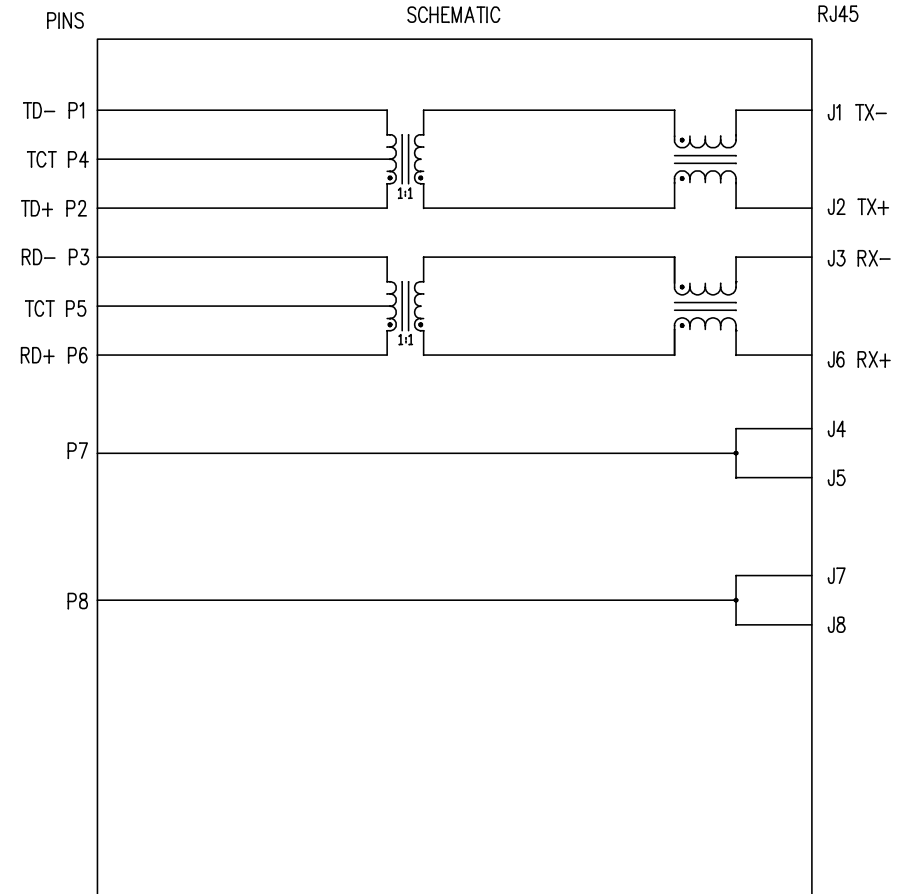 PINS SCHEMATIC RJ45
TD- P1 J1 TX-
TCT P4
1:1
TD+ P2 J2 TX+
RD- P3 J3 RX-
TCT P5
1:1
RD+ P6 J6 RX+
J4
P7
J5
J7
P8
J8